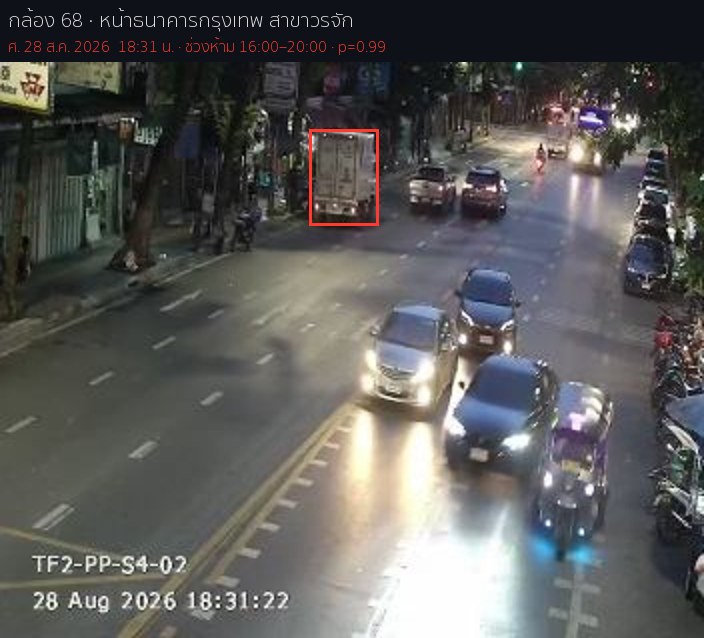 กล้อง 68 · หน้าธนาคารกรุงเทพ สาขาวรจัก
ศ. 28 ส.ค. 2026 18:31 น. · ช่วงห้าม 16:00–20:00 · p=0.99
TF2-PP-S4-02
28 Aug 2026 18:31:22